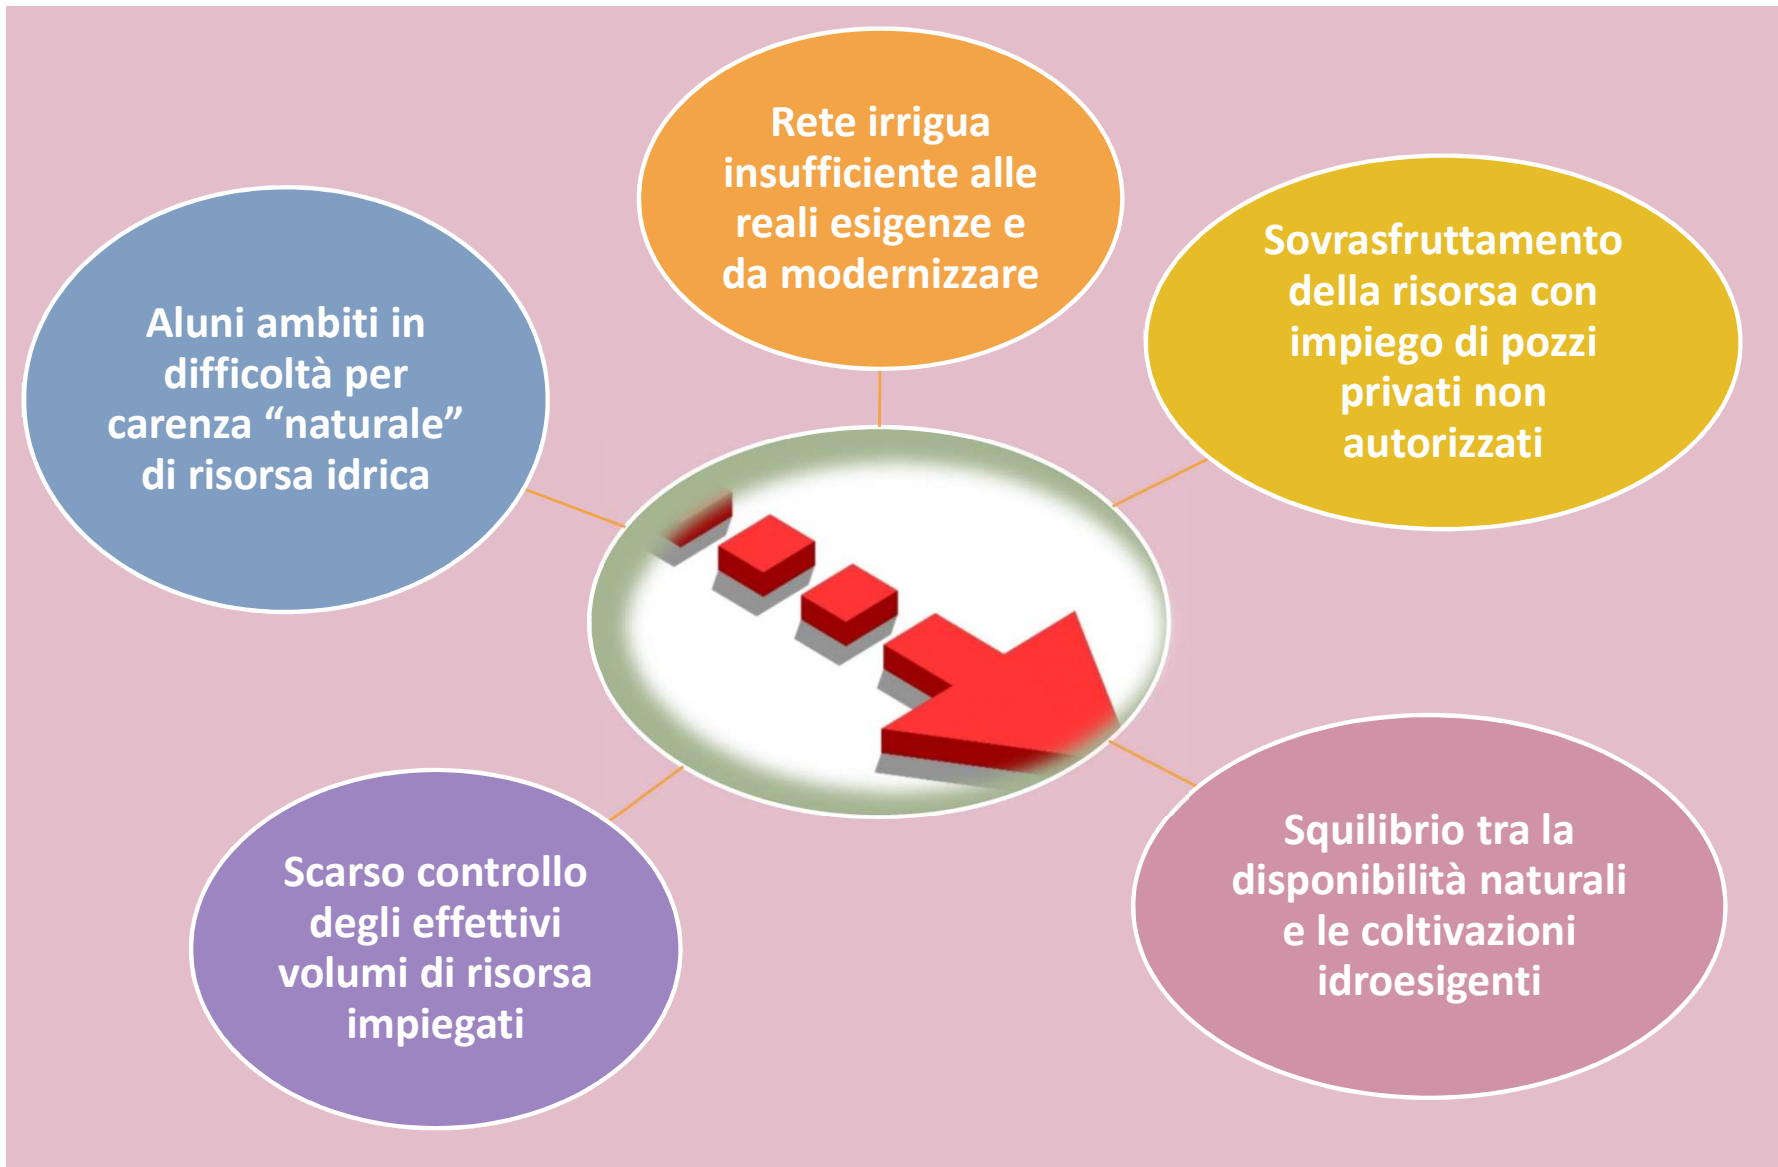 Rete irrigua
insufficiente alle
reali esigenze e
da modernizzare
Sovrasfruttamento
della risorsa con
impiego di pozzi
privati non
autorizzati
Aluni ambiti in
difficoltà per
carenza “naturale”
di risorsa idrica
Squilibrio tra la
disponibilità naturali
e le coltivazioni
idroesigenti
Scarso controllo
degli effettivi
volumi di risorsa
impiegati